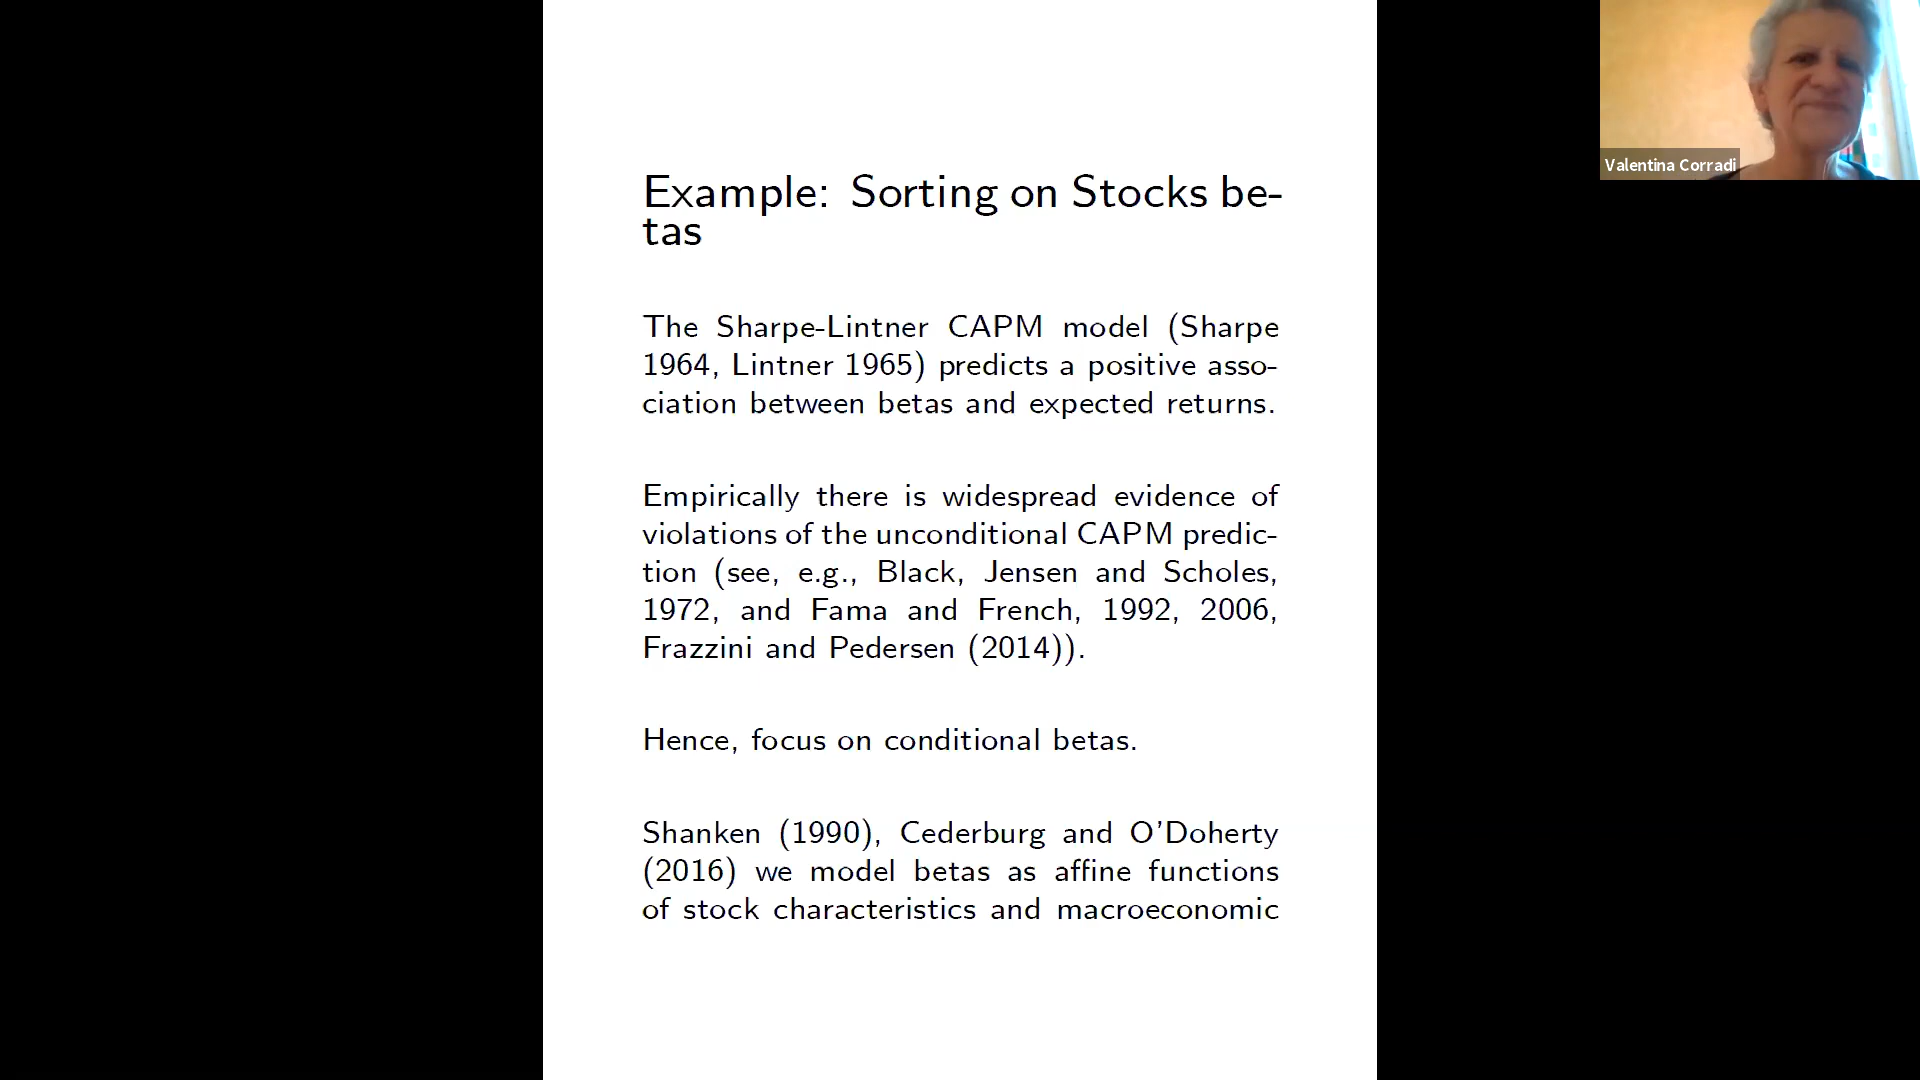 Example: Sorting on Stocks be-
tas
The Sharpe-Lintner CAPM model (Sharpe
1964, Lintner 1965) predicts a positive asso-
ciation between betas and expected returns.
Empirically there is widespread evidence of
violations of the unconditional CAPM predic-
tion (see, e.g., Black, Jensen and Scholes,
1972, and Fama and French, 1992, 2006,
Frazzini and Pedersen (2014)).
Hence, focus on conditional betas.
Shanken (1990), Cederburg and O'Doherty
(2016) we model betas as affine functions
of stock characteristics and macroeconomic
Valentina Corradi